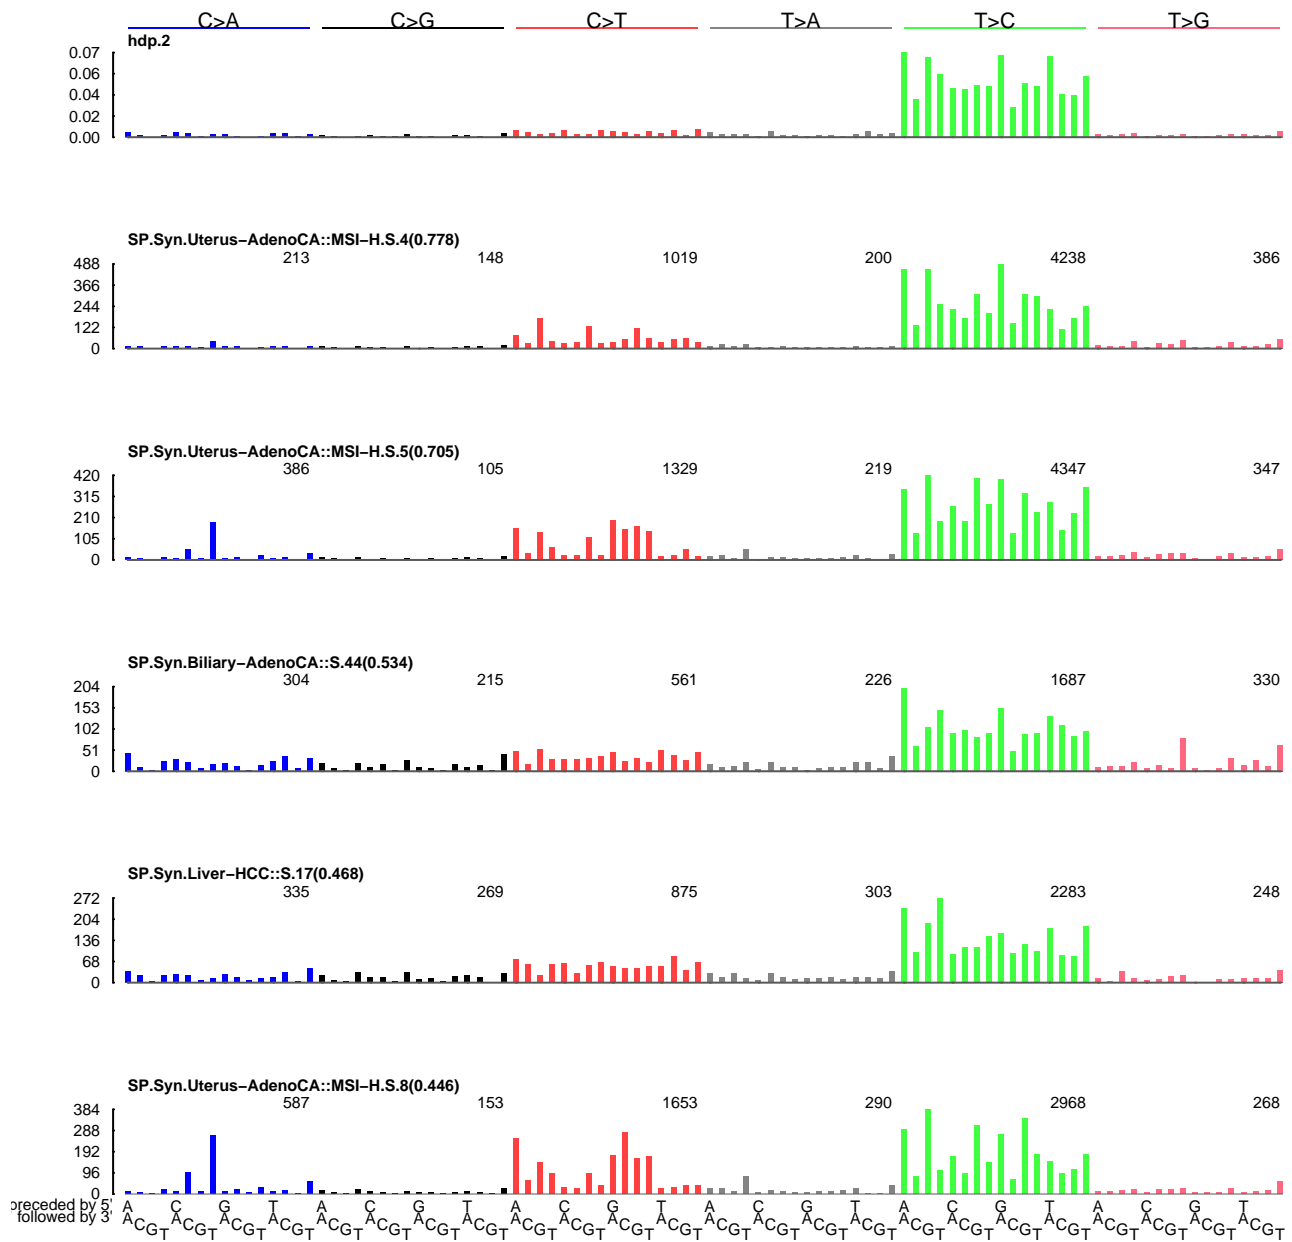 C>A C>G C>T T>A T>C T>G
hdp.2
0.07
0.06
0.04
0.02
0.00
SP.Syn.Uterus−AdenoCA::MSI−H.S.4(0.778)
213 148 1019 200 4238 386
488
366
244
122
0
SP.Syn.Uterus−AdenoCA::MSI−H.S.5(0.705)
386 105 1329 219 4347 347
420
315
210
105
0
SP.Syn.Biliary−AdenoCA::S.44(0.534)
304 215 561 226 1687 330
204
153
102
51
0
SP.Syn.Liver−HCC::S.17(0.468)
335 269 875 303 2283 248
272
204
136
68
0
SP.Syn.Uterus−AdenoCA::MSI−H.S.8(0.446)
587 153 1653 290 2968 268
384
288
192
96
0
preceded by 5' A C G T A C G T A C G T A C G T A C G T A C G T
followed by 3' A C G T A C G T A C G T A C G T A C G T A C G T A C G T A C G T A C G T A C G T A C G T A C G T A C G T A C G T A C G T A C G T A C G T A C G T A C G T A C G T A C G T A C G T A C G T A C G T